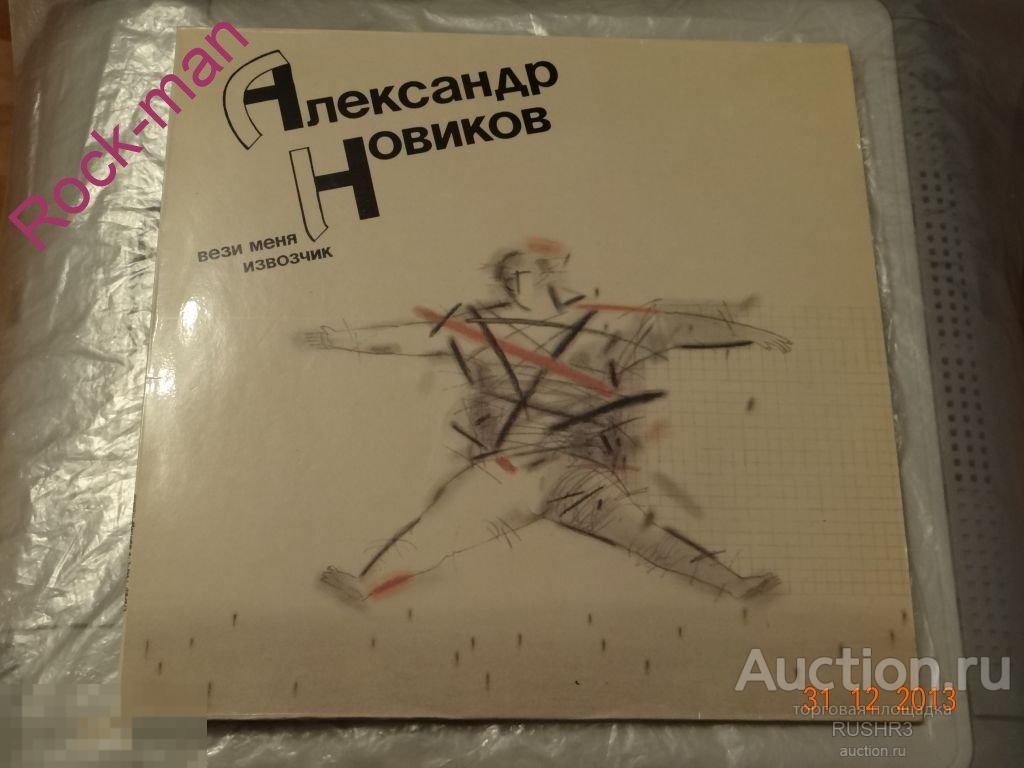 Rock-man
Александр
Новиков
вези меня
извозчик
Auction.ru
31 12 2013
торговая площадка
RUSHR3
auction.ru